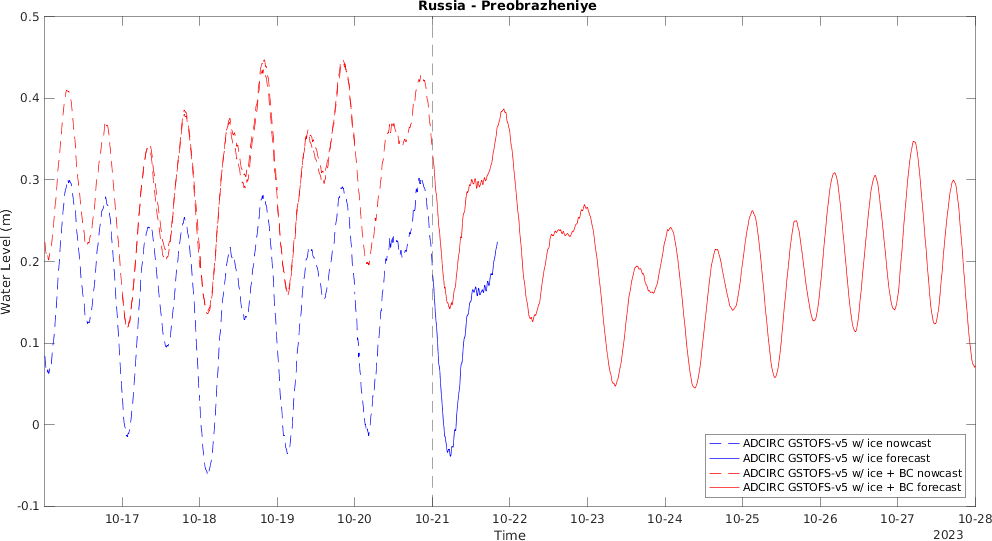 Russia - Preobrazheniye
0.5
0.4
0.3
0.2
0.1
0
-0.1
Water Level (m)
ADCIRC GSTOFS-v5 w/ ice nowcast
ADCIRC GSTOFS-v5 w/ ice forecast
ADCIRC GSTOFS-v5 w/ ice + BC nowcast
ADCIRC GSTOFS-v5 w/ ice + BC forecast
10-17 10-18 10-19 10-20 10-21 10-22 10-23 10-24 10-25 10-26 10-27 10-28
Time
2023